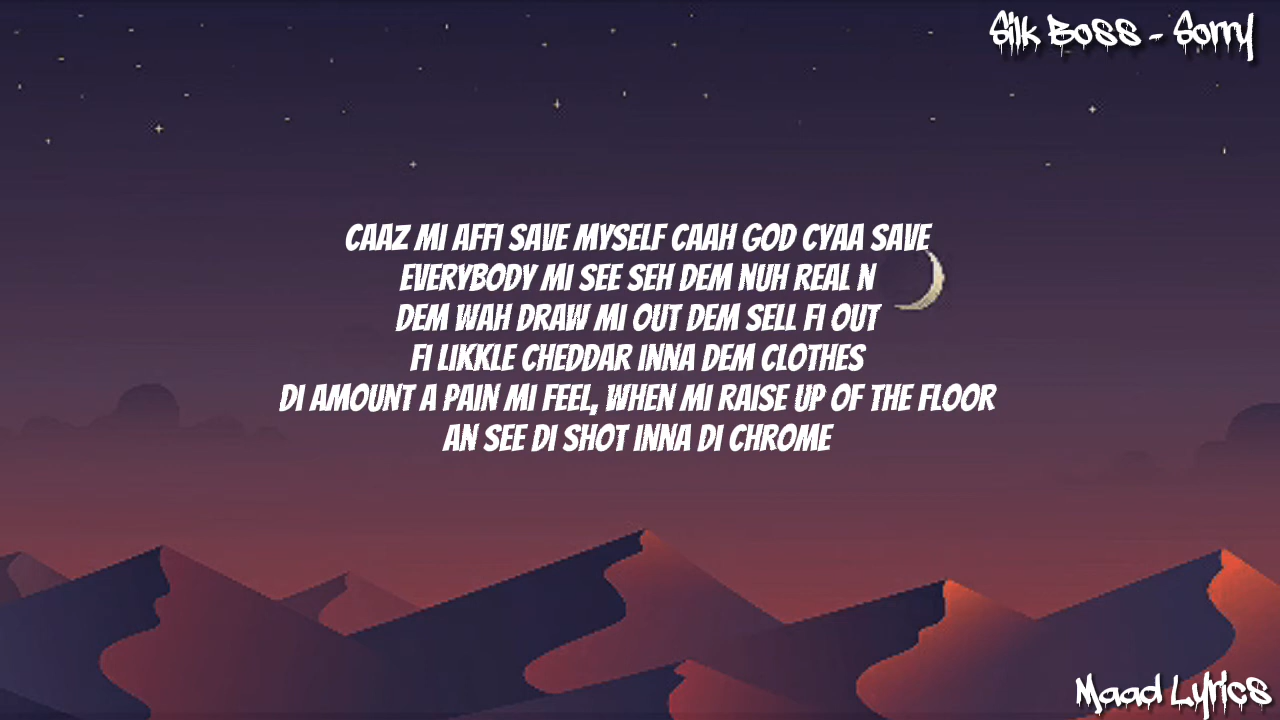 Silk Boss - Sorry
CAAZ MI AFFI SAVE MYSELF CAAH GOD CYAA SAVE
EVERYBODY MI SEE SEH DEM NUH REAL N
DEM WAH DRAW MI OUT DEM SELL FI OUT
FI LIKKLE CHEDDAR INNA DEM CLOTHES
DI AMOUNT A PAIN MI FEEL, WHEN MI RAISE UP OF THE FLOOR
AN SEE DI SHOT INNA DI CHROME
Maad Lyrics